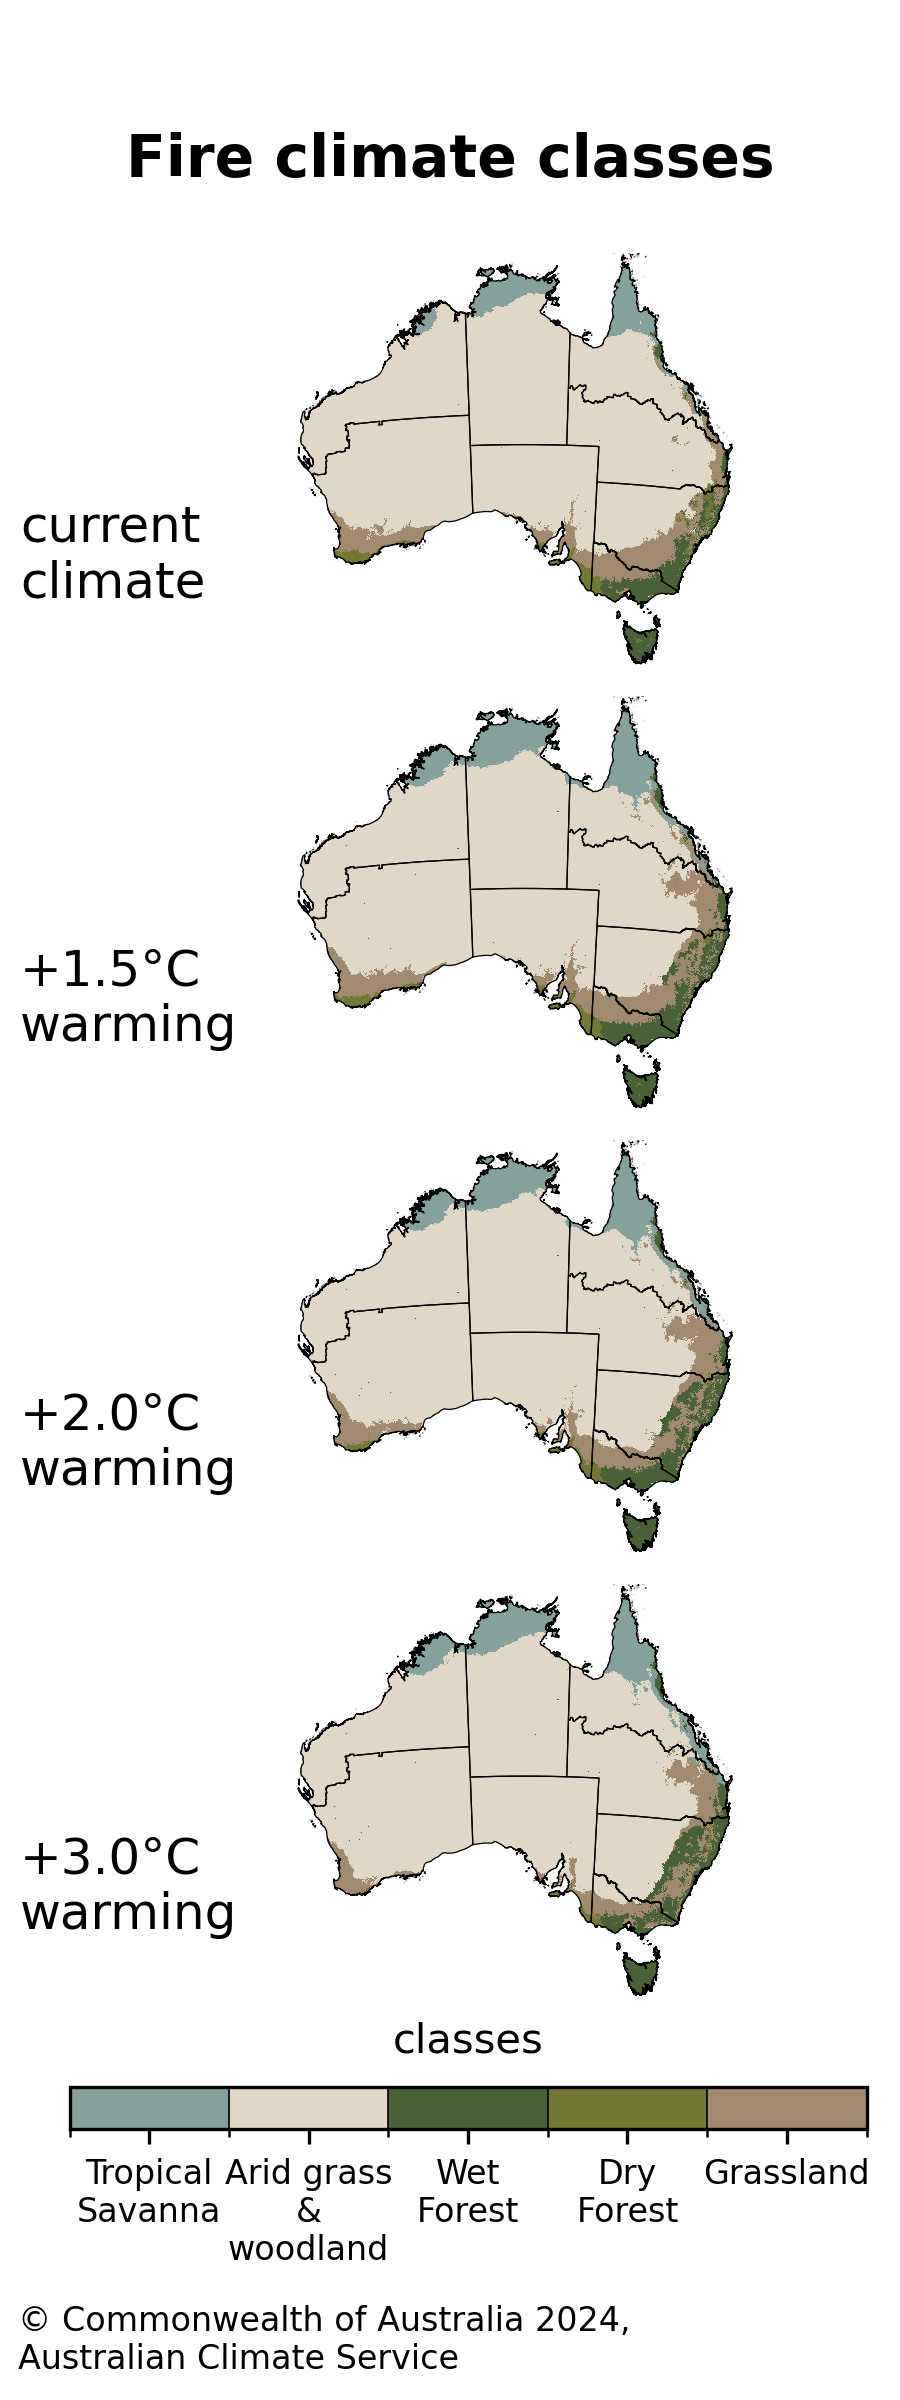 Fire climate classes
current
climate
+1.5°C
warming
+2.0°C
warming
+3.0°C
warming
classes
Tropical Arid grass Wet Dry Grassland
Savanna & Forest Forest
woodland
© Commonwealth of Australia 2024,
Australian Climate Service